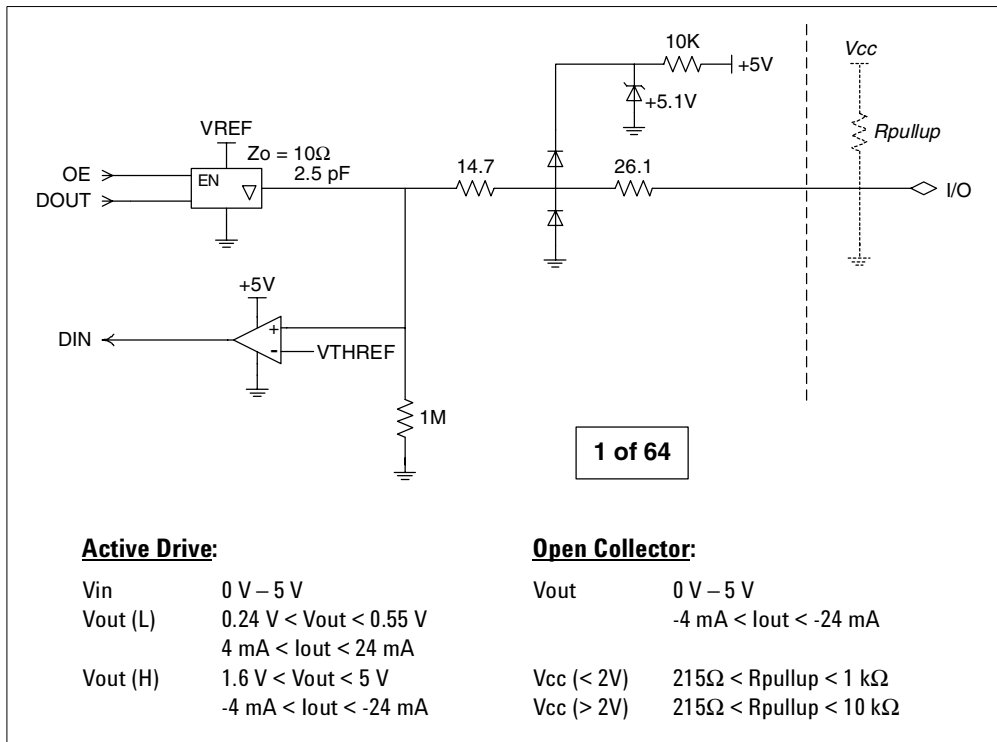 10K
+5V
Vcc
+5.1V
Rpullup
VREF
Zo = 10Ω
2.5 pF
OE
EN
DOUT
14.7
26.1
I/O
+5V
DIN
+
-
VTHREF
1M
1 of 64
Active Drive:
Vin 0 V – 5 V
Vout (L) 0.24 V < Vout < 0.55 V
4 mA < Iout < 24 mA
Vout (H) 1.6 V < Vout < 5 V
-4 mA < Iout < -24 mA
Open Collector:
Vout 0 V – 5 V
-4 mA < Iout < -24 mA
Vcc (< 2V) 215Ω < Rpullup < 1 kΩ
Vcc (> 2V) 215Ω < Rpullup < 10 kΩ